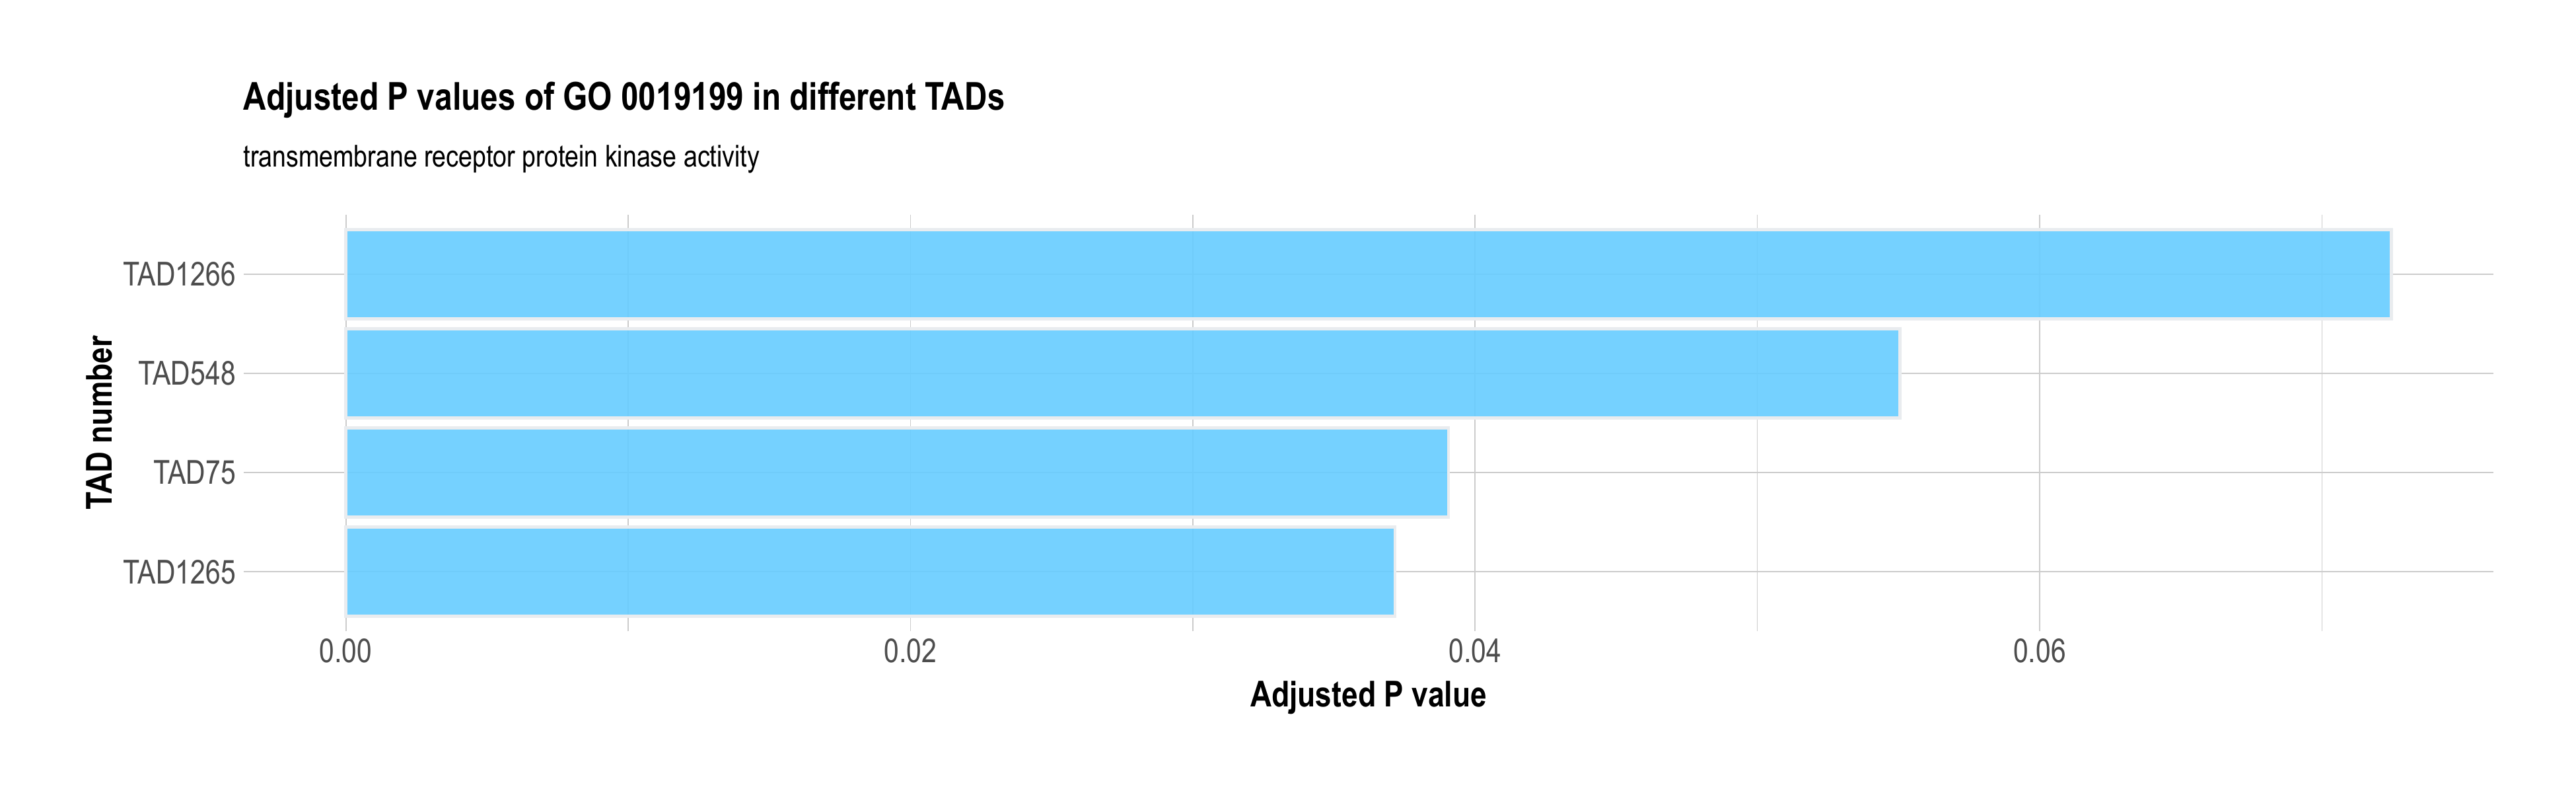 Adjusted P values of GO 0019199 in different TADs
transmembrane receptor protein kinase activity
TAD number
TAD1266
TAD548
TAD75
TAD1265
0.00 0.02 0.04 0.06
Adjusted P value